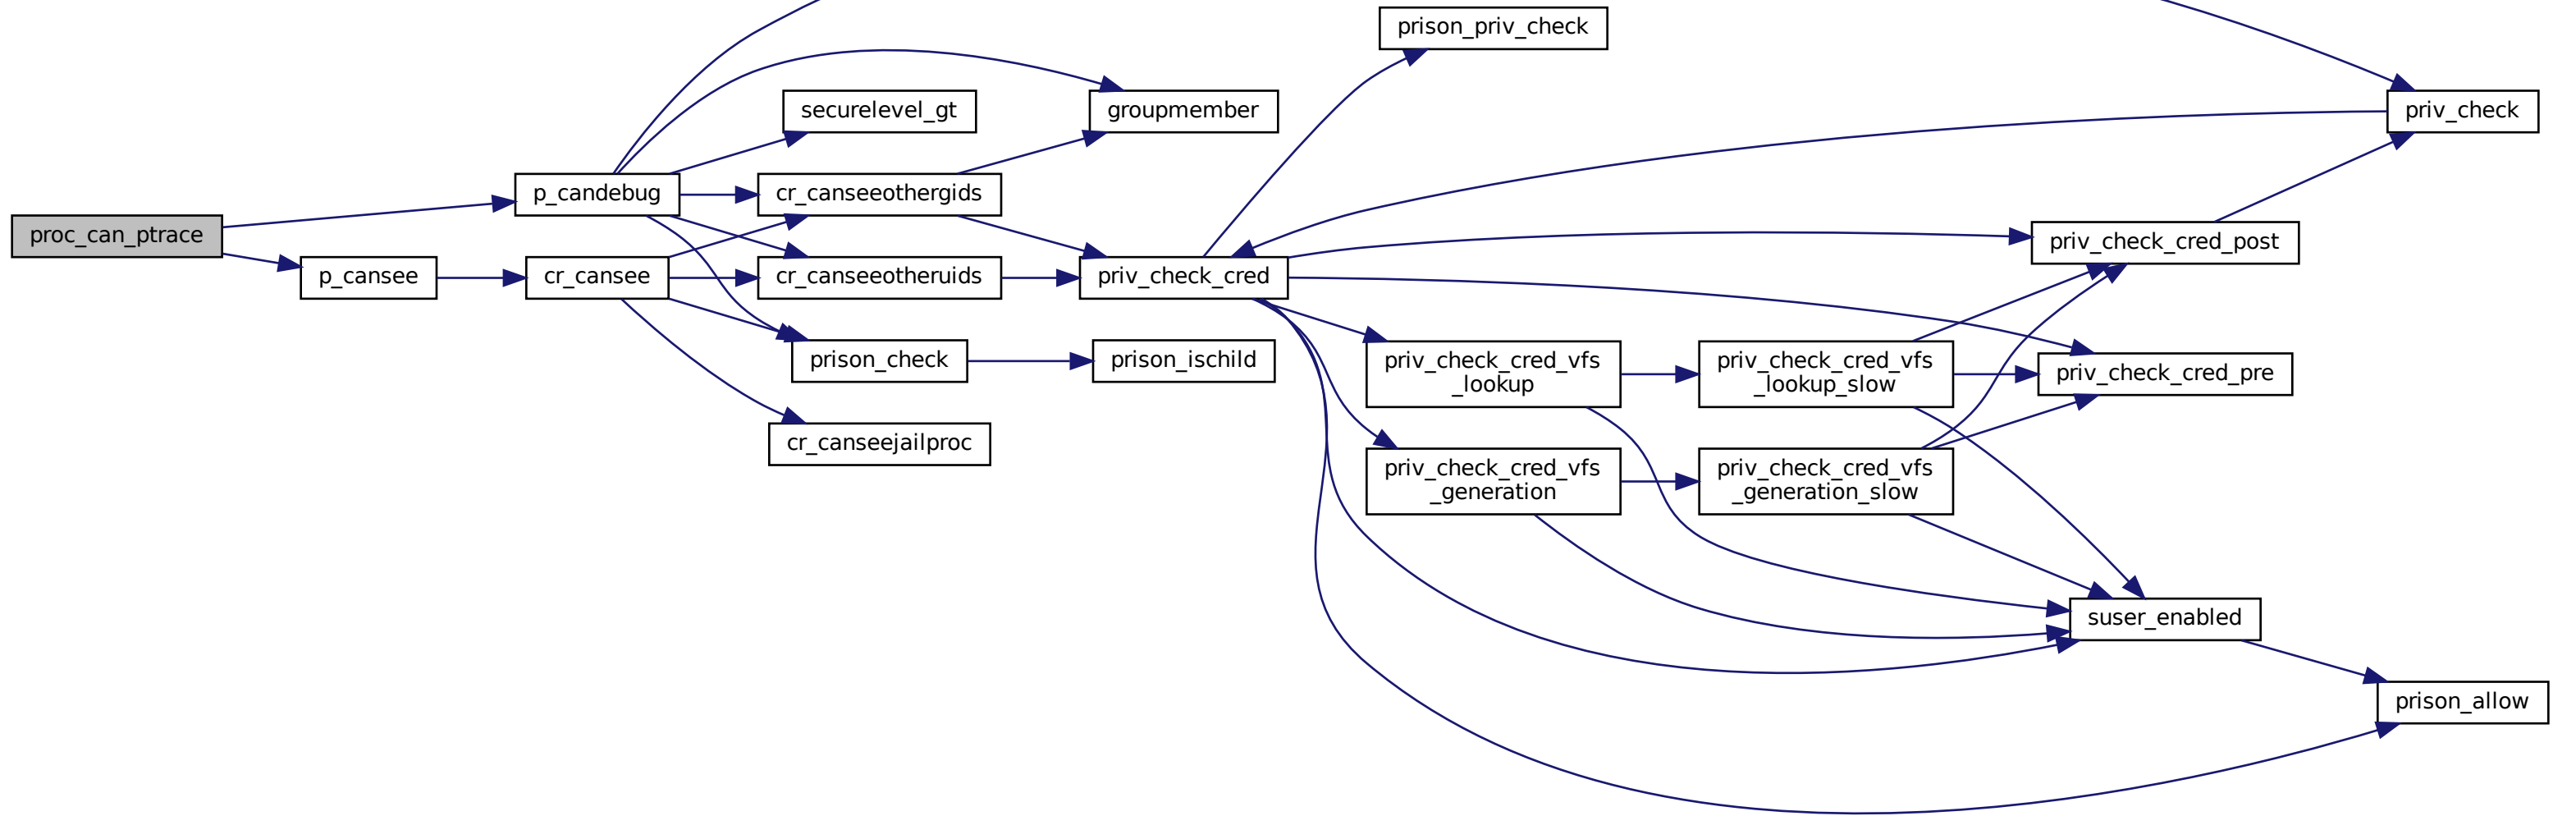 prison_priv_check
securelevel_gt
groupmember
priv_check
p_candebug
cr_canseeothergids
proc_can_ptrace
priv_check_cred_post
p_cansee
cr_cansee
cr_canseeotheruids
priv_check_cred
prison_check
prison_ischild
priv_check_cred_vfs
_lookup
priv_check_cred_vfs
_lookup_slow
priv_check_cred_pre
cr_canseejailproc
priv_check_cred_vfs
_generation
priv_check_cred_vfs
_generation_slow
suser_enabled
prison_allow